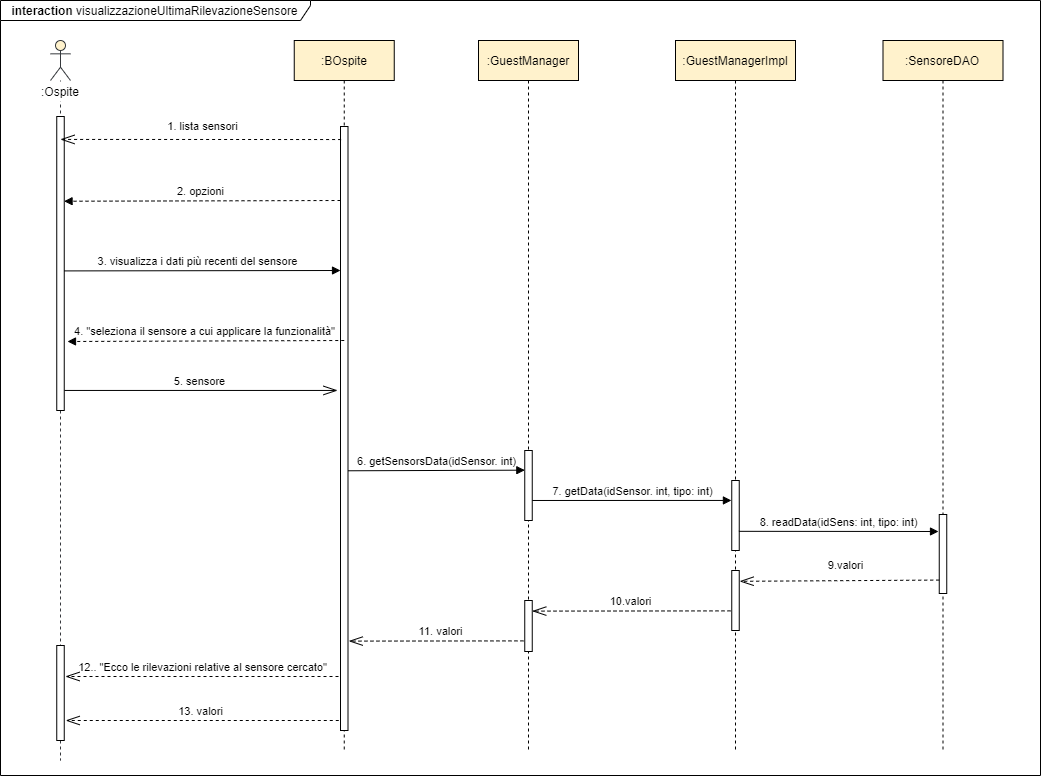 interaction visualizzazioneUltimaRilevazioneSensore
:Ospite
:BOspite
:GuestManager
:GuestManagerImpl
:SensoreDAO
1. lista sensori
2. opzioni
3. visualizza i dati più recenti del sensore
4. "seleziona il sensore a cui applicare la funzionalità"
5. sensore
6. getSensorsData(idSensor. int)
7. getData(idSensor. int, tipo: int)
8. readData(idSens: int, tipo: int)
9.valori
10.valori
11. valori
12.. "Ecco le rilevazioni relative al sensore cercato"
13. valori